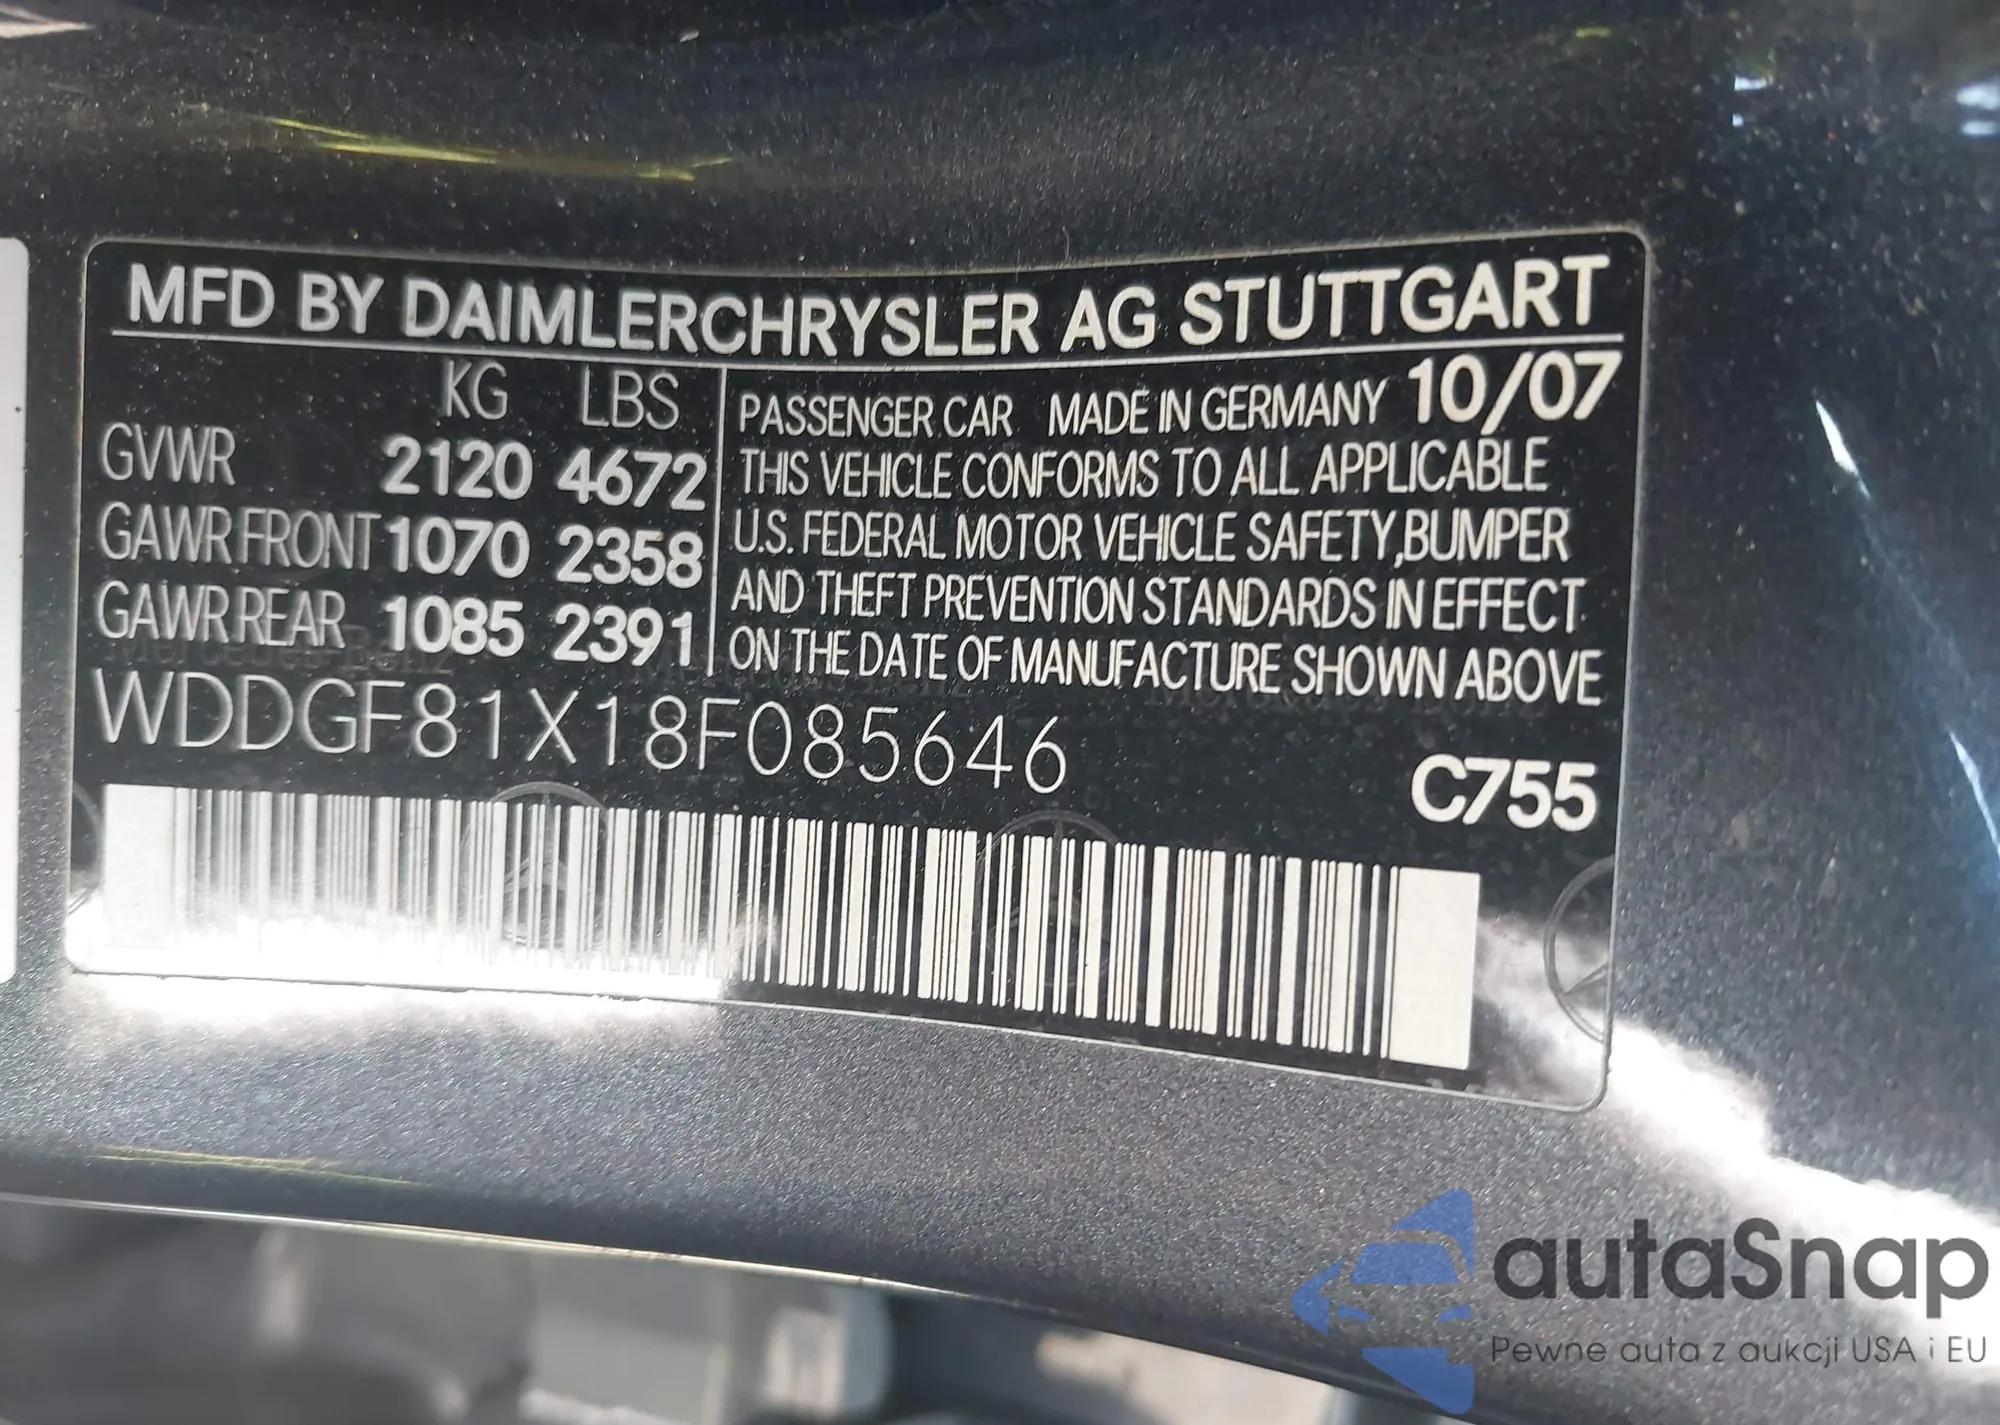 MFD BY DAIMLERCHRYSLER AG STUTTGART
KG LBS
GVWR 2120 4672
GAWR FRONT 1070 2358
GAWR REAR 1085 2391
PASSENGER CAR MADE IN GERMANY 10/07
THIS VEHICLE CONFORMS TO ALL APPLICABLE
U.S. FEDERAL MOTOR VEHICLE SAFETY,BUMPER
AND THEFT PREVENTION STANDARDS IN EFFECT
ON THE DATE OF MANUFACTURE SHOWN ABOVE
WDDGF81X18F085646
C755
autaSnap
Pewne auta z aukcji USA i EU